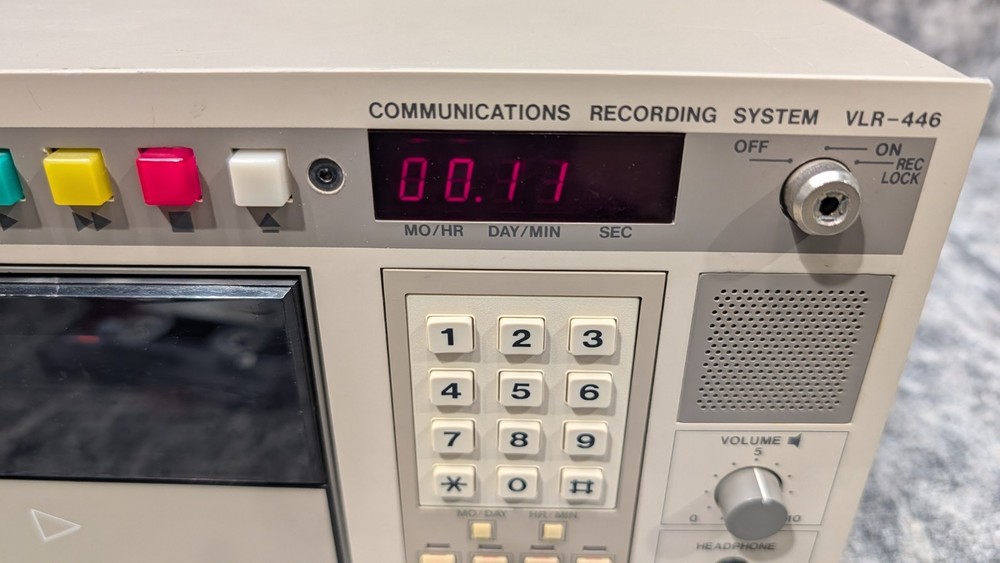 COMMUNICATIONS RECORDING SYSTEM VLR-446
00.11
MO/HR DAY/MIN SEC
OFF
ON
REC
LOCK
1 2 3
4 5 6
7 8 9
* 0 #
MO/DAY HR/MIN
VOLUME
5
0 10
HEADPHONE